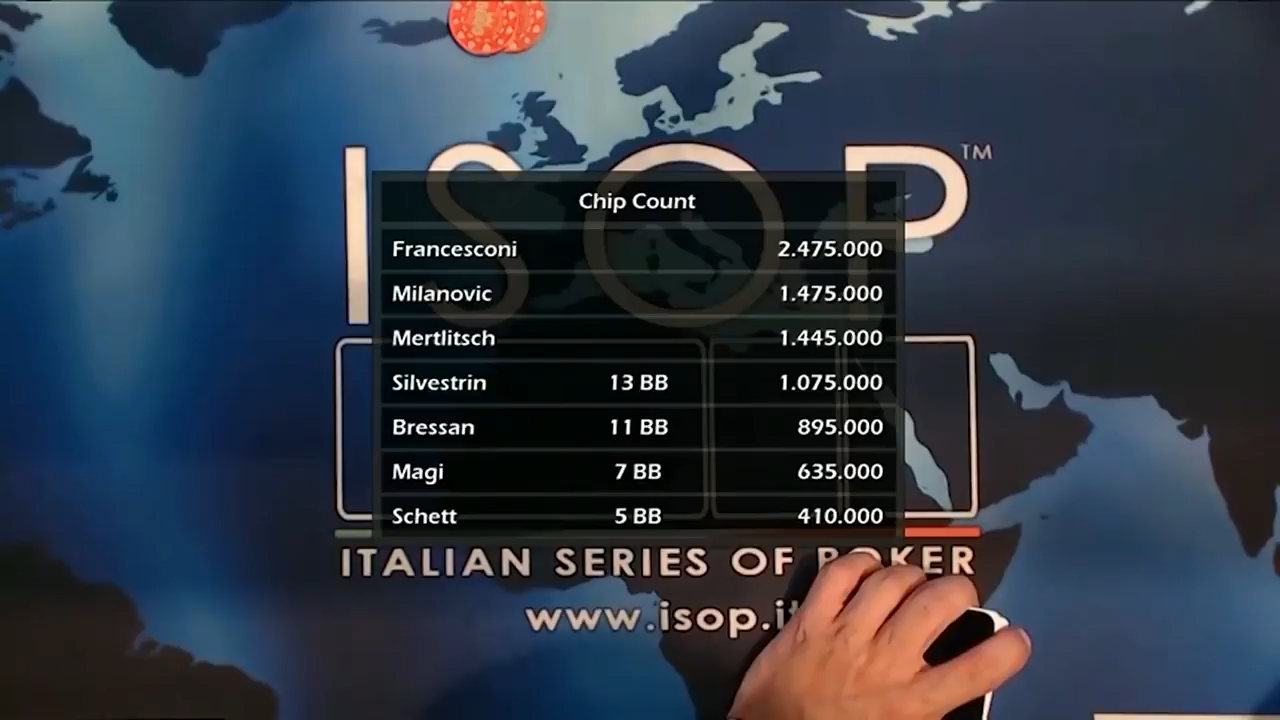 ISOP™
Chip Count
Francesconi 2.475.000
Milanovic 1.475.000
Mertlitsch 1.445.000
Silvestrin 13 BB 1.075.000
Bressan 11 BB 895.000
Magi 7 BB 635.000
Schett 5 BB 410.000
ITALIAN SERIES OF POKER
www.isop.it